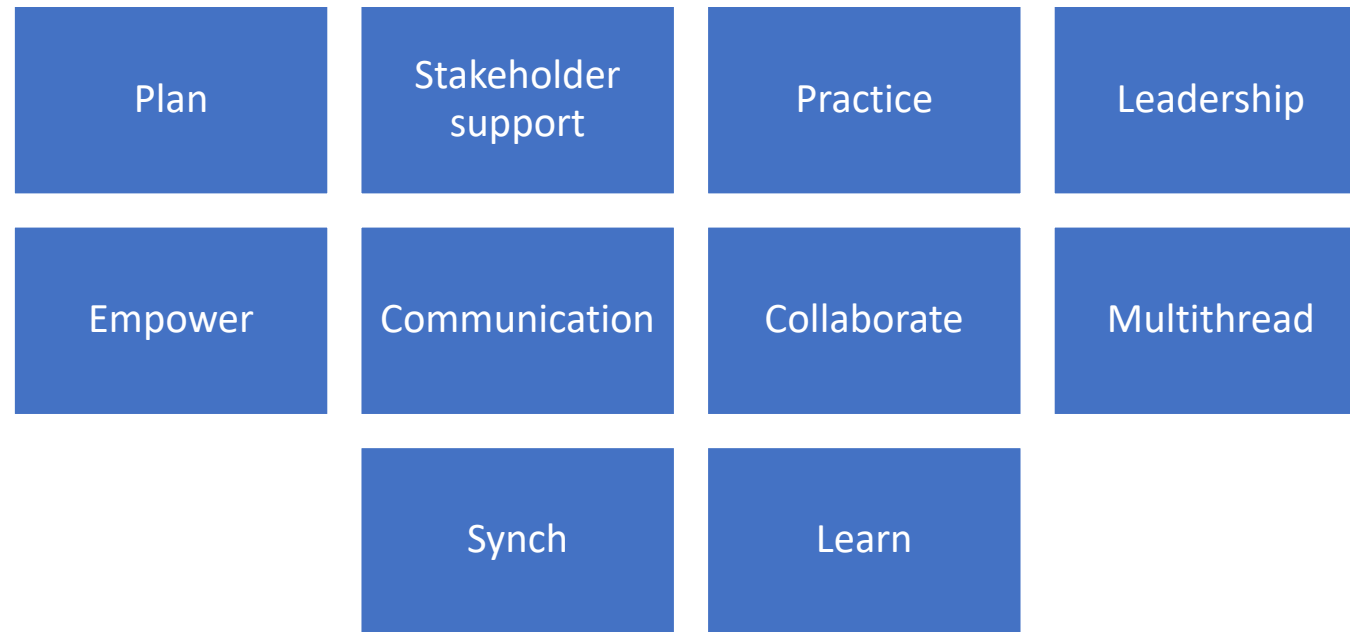 Plan
Stakeholder
support
Practice
Leadership
Empower
Communication
Collaborate
Multithread
Synch
Learn